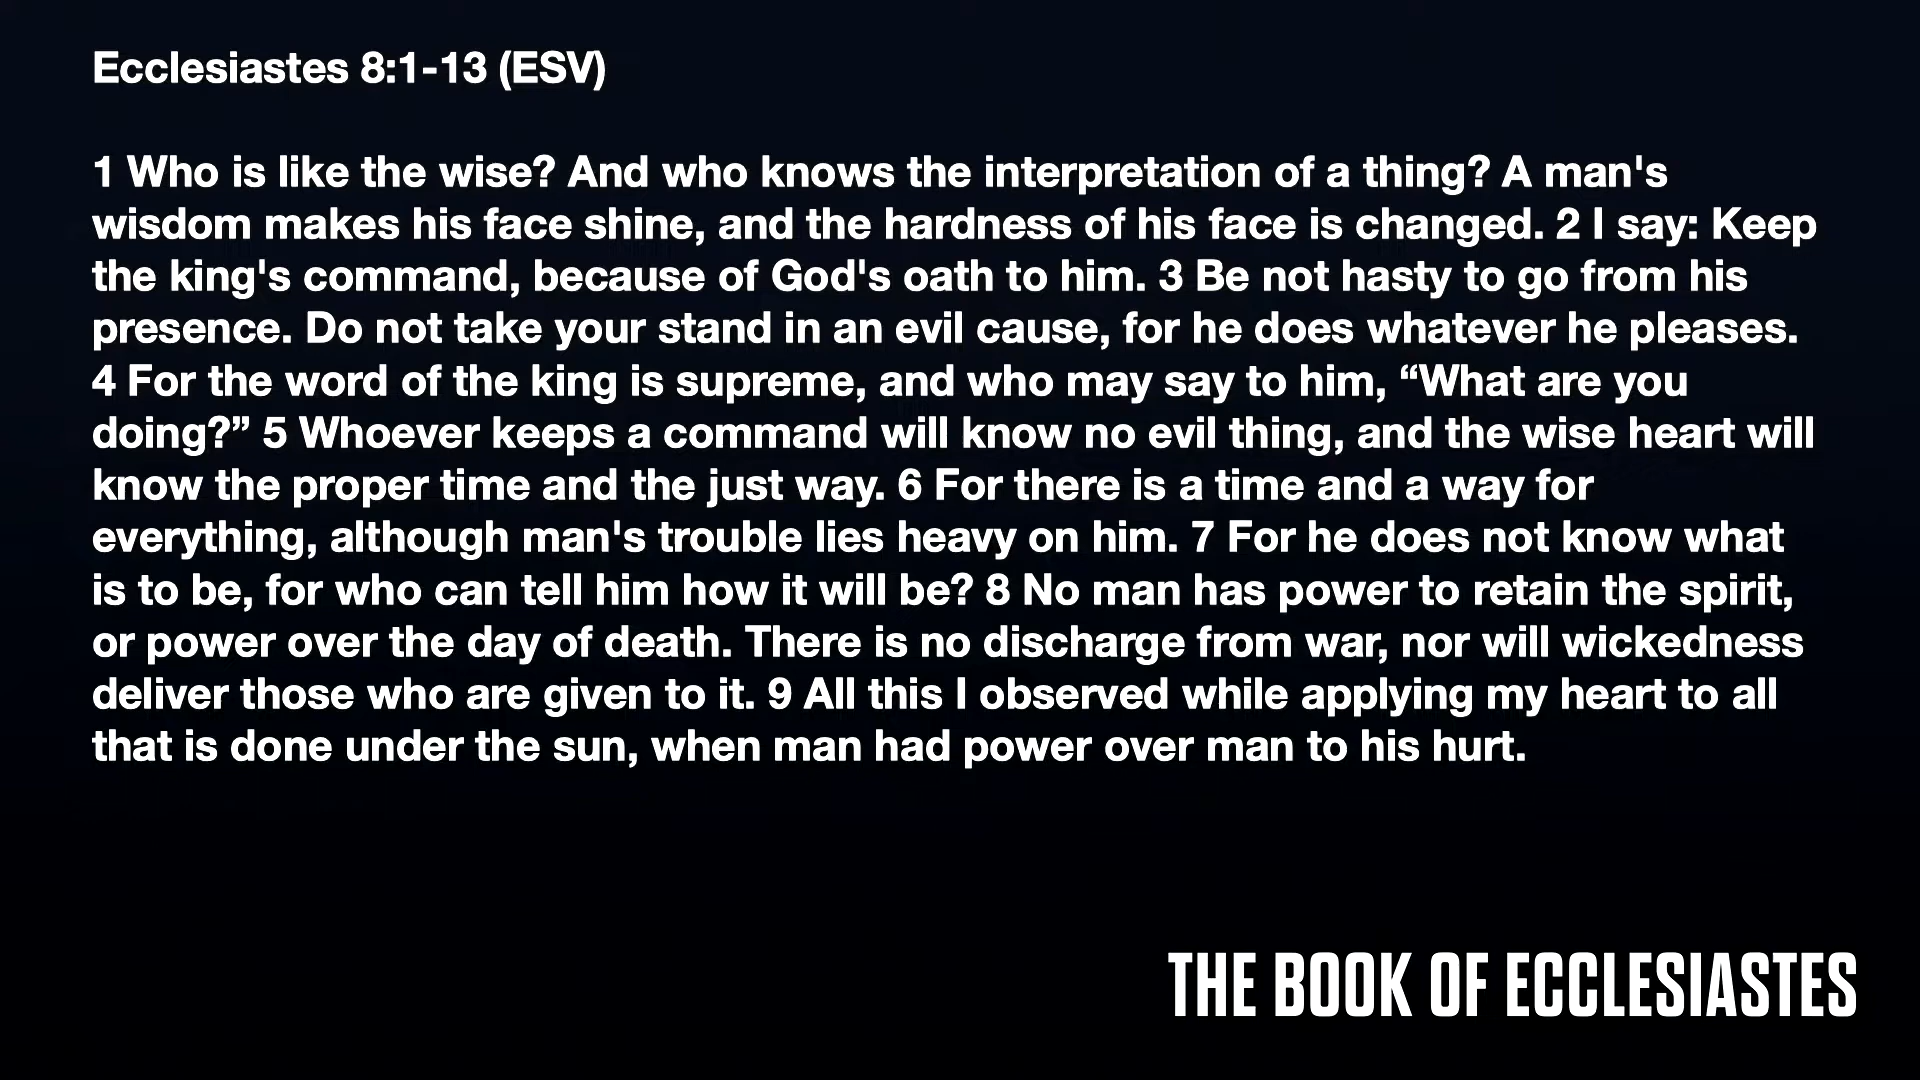 Ecclesiastes 8:1-13 (ESV)
1 Who is like the wise? And who knows the interpretation of a thing? A man's
wisdom makes his face shine, and the hardness of his face is changed. 2 I say: Keep
the king's command, because of God's oath to him. 3 Be not hasty to go from his
presence. Do not take your stand in an evil cause, for he does whatever he pleases.
4 For the word of the king is supreme, and who may say to him, “What are you
doing?” 5 Whoever keeps a command will know no evil thing, and the wise heart will
know the proper time and the just way. 6 For there is a time and a way for
everything, although man's trouble lies heavy on him. 7 For he does not know what
is to be, for who can tell him how it will be? 8 No man has power to retain the spirit,
or power over the day of death. There is no discharge from war, nor will wickedness
deliver those who are given to it. 9 All this I observed while applying my heart to all
that is done under the sun, when man had power over man to his hurt.
THE BOOK OF ECCLESIASTES